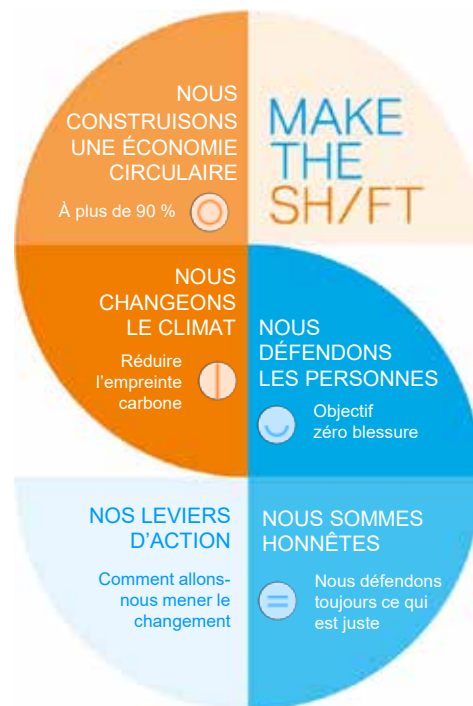 NOUS
CONSTRUISONS
UNE ÉCONOMIE
CIRCULAIRE
À plus de 90 %
MAKE
THE
SH/FT
NOUS
CHANGEONS
LE CLIMAT
Réduire
l'empreinte
carbone
NOUS
DÉFENDONS
LES PERSONNES
Objectif
zéro blessure
NOS LEVIERS
D'ACTION
Comment allons-
nous mener le
changement
NOUS SOMMES
HONNÊTES
Nous défendons
toujours ce qui
est juste